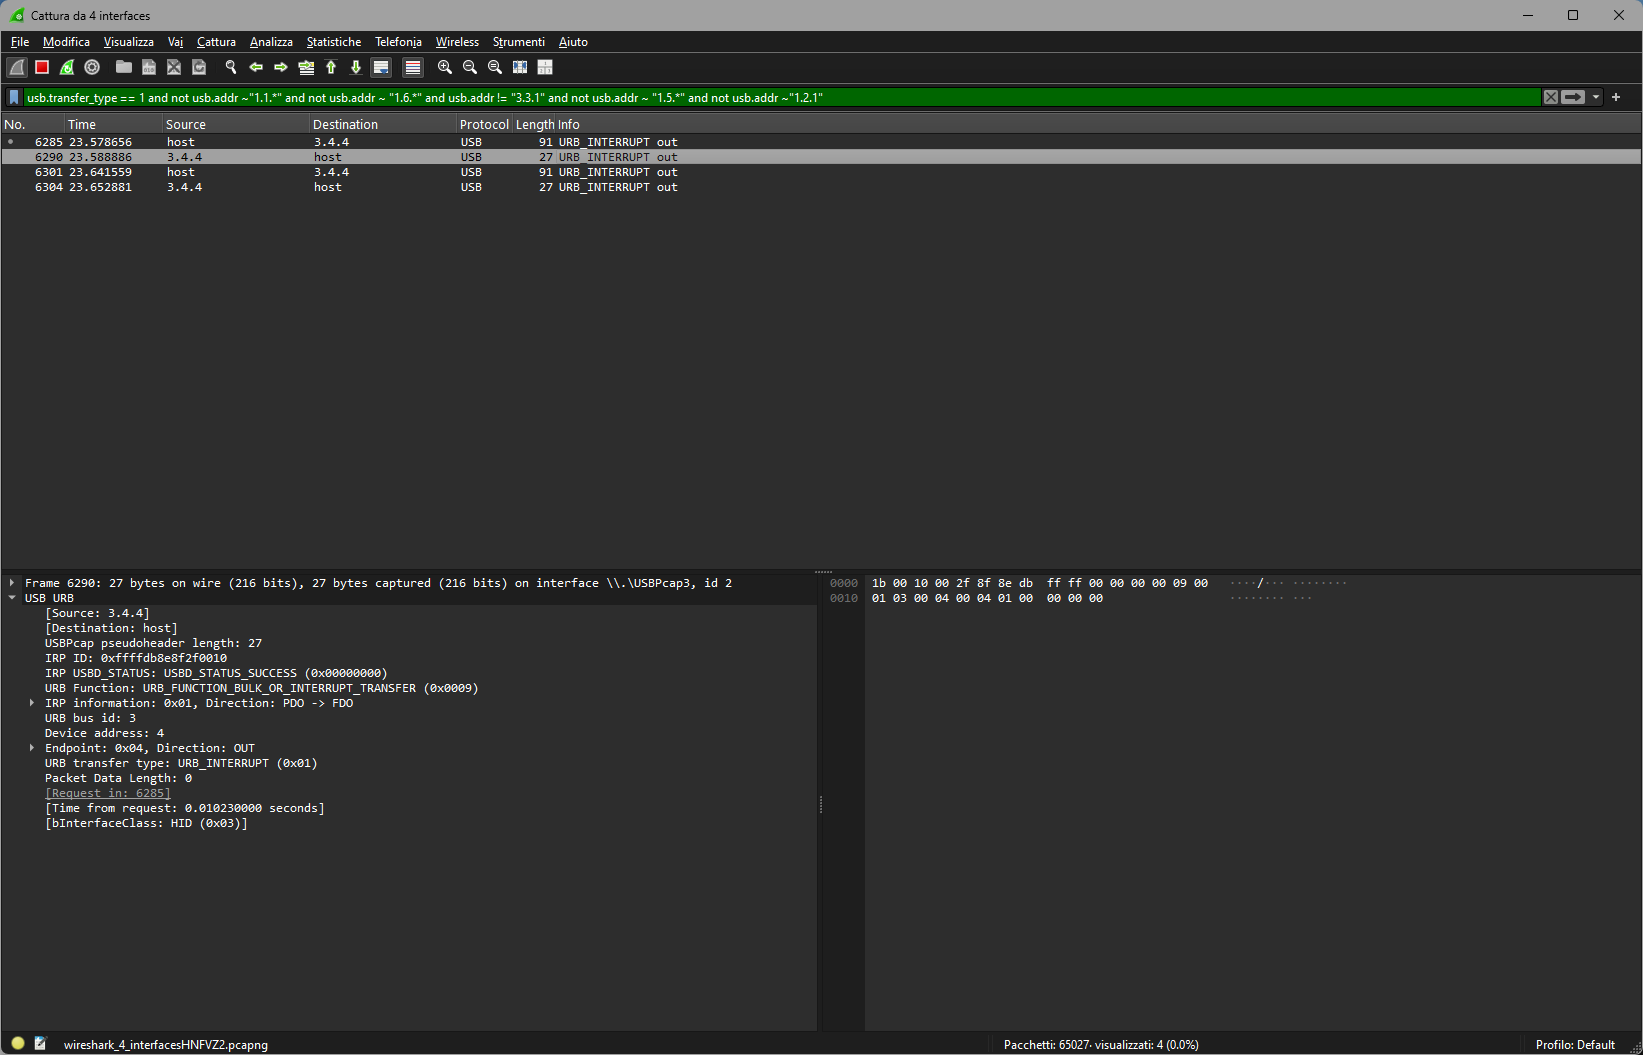 Cattura da 4 interfaces
File Modifica Visualizza Vai Cattura Analizza Statistiche Telefonia Wireless Strumenti Aiuto
usb.transfer_type == 1 and not usb.addr ~"1.1.*" and not usb.addr ~ "1.6.*" and usb.addr != "3.3.1" and not usb.addr ~ "1.5.*" and not usb.addr ~"1.2.1"
No. Time Source Destination Protocol Length Info
6285 23.578656 host 3.4.4 USB 91 URB_INTERRUPT out
6290 23.588886 3.4.4 host USB 27 URB_INTERRUPT out
6301 23.641559 host 3.4.4 USB 91 URB_INTERRUPT out
6304 23.652881 3.4.4 host USB 27 URB_INTERRUPT out
Frame 6290: 27 bytes on wire (216 bits), 27 bytes captured (216 bits) on interface \\.\USBPcap3, id 2
USB URB
[Source: 3.4.4]
[Destination: host]
USBPcap pseudoheader length: 27
IRP ID: 0xffffdb8e8f2f0010
IRP USBD_STATUS: USBD_STATUS_SUCCESS (0x00000000)
URB Function: URB_FUNCTION_BULK_OR_INTERRUPT_TRANSFER (0x0009)
IRP information: 0x01, Direction: PDO -> FDO
URB bus id: 3
Device address: 4
Endpoint: 0x04, Direction: OUT
URB transfer type: URB_INTERRUPT (0x01)
Packet Data Length: 0
[Request in: 6285]
[Time from request: 0.010230000 seconds]
[bInterfaceClass: HID (0x03)]
0000 1b 00 10 00 2f 8f 8e db ff ff 00 00 00 00 09 00 ····/··· ········
0010 01 03 00 04 00 04 01 00 00 00 00 ········ ···
wireshark_4_interfacesHNFVZ2.pcapng
Pacchetti: 65027· visualizzati: 4 (0.0%)
Profilo: Default